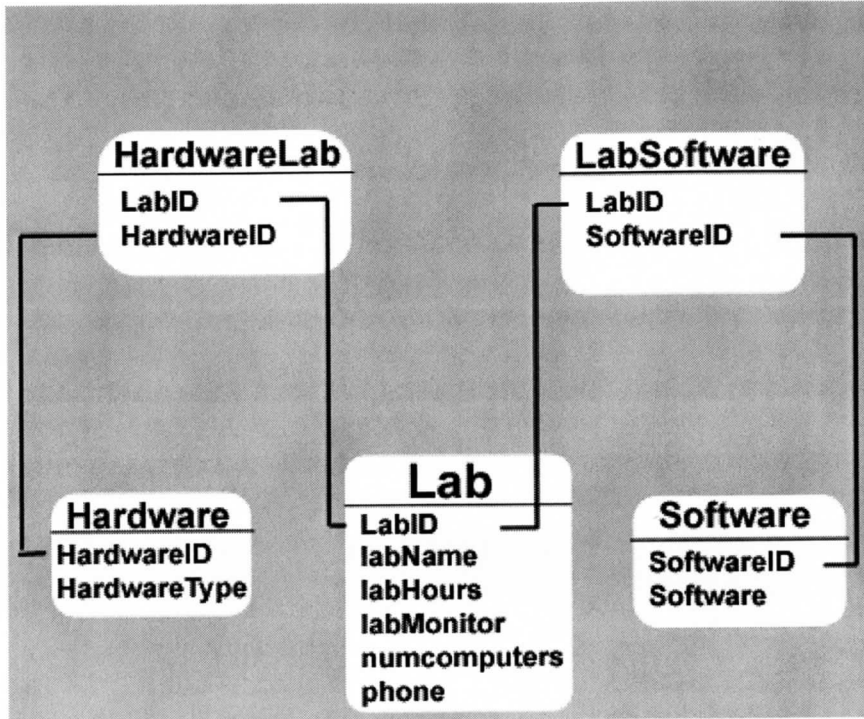 HardwareLab
LabID
HardwareID
LabSoftware
LabID
SoftwareID
Hardware
HardwareID
HardwareType
Lab
LabID
labName
labHours
labMonitor
numcomputers
phone
Software
SoftwareID
Software